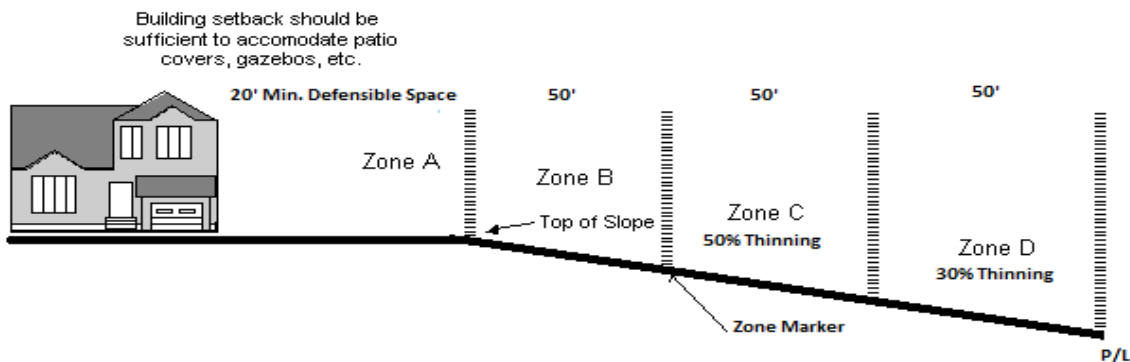 Building setback should be
sufficient to accomodate patio
covers, gazebos, etc.
20' Min. Defensible Space
50'
50'
50'
Zone A
Zone B
Zone C
50% Thinning
Zone D
30% Thinning
Top of Slope
Zone Marker
P/L